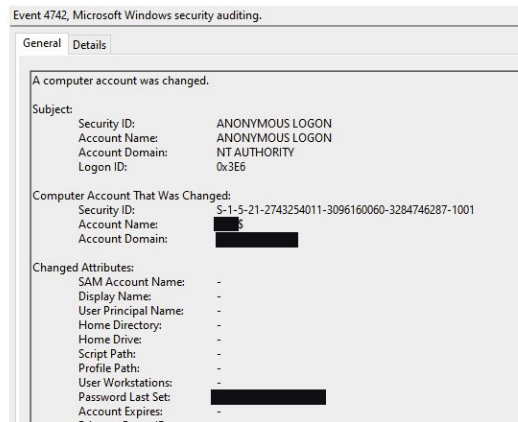 Event 4742, Microsoft Windows security auditing.
General Details
A computer account was changed.
Subject:
Security ID: ANONYMOUS LOGON
Account Name: ANONYMOUS LOGON
Account Domain: NT AUTHORITY
Logon ID: 0x3E6
Computer Account That Was Changed:
Security ID: S-1-5-21-2743254011-3096160060-3284746287-1001
Account Name: $
Account Domain:
Changed Attributes:
SAM Account Name: -
Display Name: -
User Principal Name: -
Home Directory: -
Home Drive: -
Script Path: -
Profile Path: -
User Workstations: -
Password Last Set:
Account Expires: -